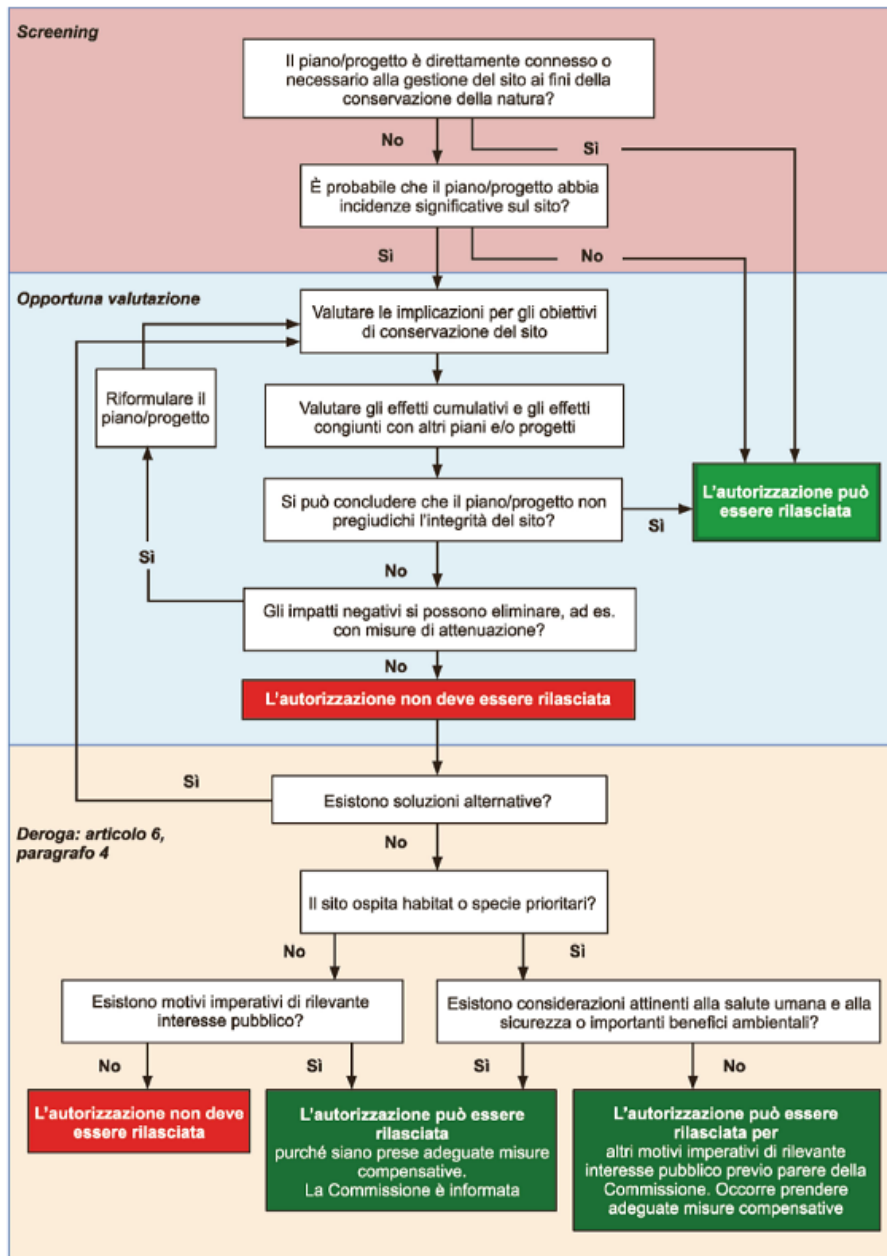 Screening
Il piano/progetto è direttamente connesso o
necessario alla gestione del sito ai fini della
conservazione della natura?
No
Sì
È probabile che il piano/progetto abbia
incidenze significative sul sito?
Sì
No
Opportuna valutazione
Valutare le implicazioni per gli obiettivi
di conservazione del sito
Riformulare il
piano/progetto
Valutare gli effetti cumulativi e gli effetti
congiunti con altri piani e/o progetti
Si può concludere che il piano/progetto non
pregiudichi l'integrità del sito?
Sì
L'autorizzazione può
essere rilasciata
Sì
No
Gli impatti negativi si possono eliminare, ad es.
con misure di attenuazione?
No
L'autorizzazione non deve essere rilasciata
Sì
Esistono soluzioni alternative?
Deroga: articolo 6,
paragrafo 4
No
Il sito ospita habitat o specie prioritari?
No
Sì
Esistono motivi imperativi di rilevante
interesse pubblico?
Esistono considerazioni attinenti alla salute umana e alla
sicurezza o importanti benefici ambientali?
No
Sì
Sì
No
L'autorizzazione non deve
essere rilasciata
L'autorizzazione può essere
rilasciata
purché siano prese adeguate misure
compensative.
La Commissione è informata
L'autorizzazione può essere
rilasciata per
altri motivi imperativi di rilevante
interesse pubblico previo parere della
Commissione. Occorre prendere
adeguate misure compensative